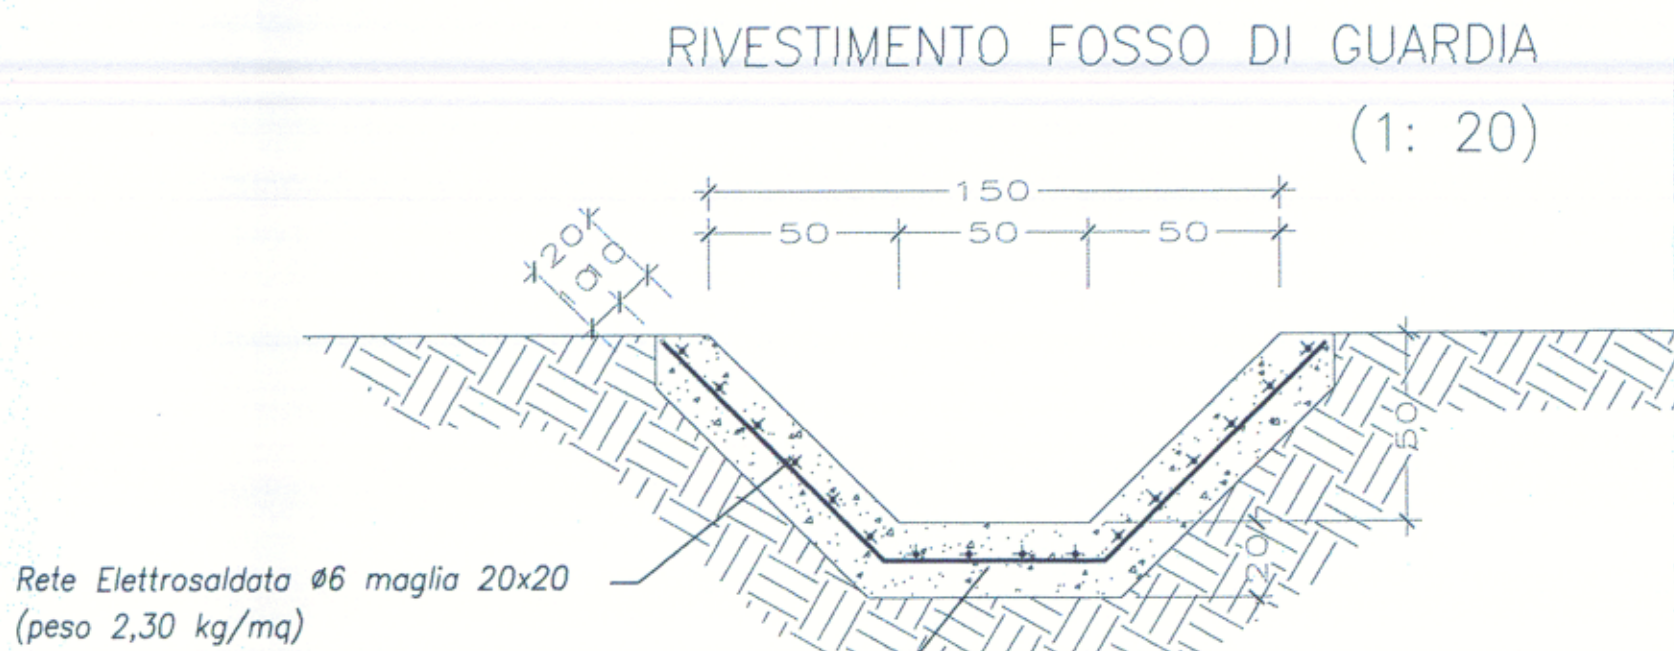 RIVESTIMENTO FOSSO DI GUARDIA
(1: 20)
150
50 50 50
20
50
20
Rete Elettrosaldata ø6 maglia 20x20
(peso 2,30 kg/mq)